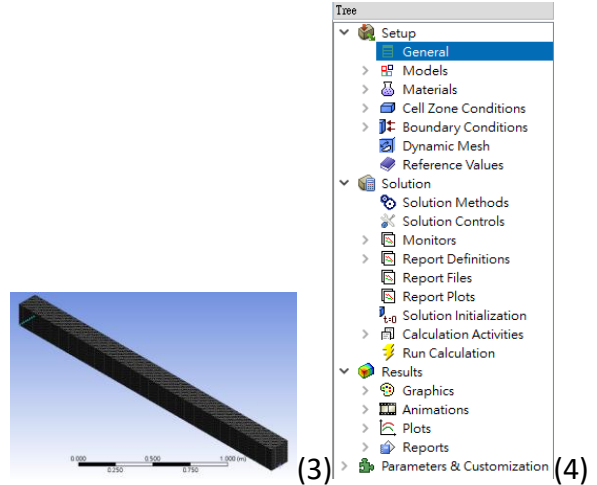 Tree
Setup
General
Models
Materials
Cell Zone Conditions
Boundary Conditions
Dynamic Mesh
Reference Values
Solution
Solution Methods
Solution Controls
Monitors
Report Definitions
Report Files
Report Plots
t=0 Solution Initialization
Calculation Activities
Run Calculation
Results
Graphics
Animations
Plots
Reports
Parameters & Customization
0.000 0.500 1.000 (m)
0.250 0.750
(3)
(4)